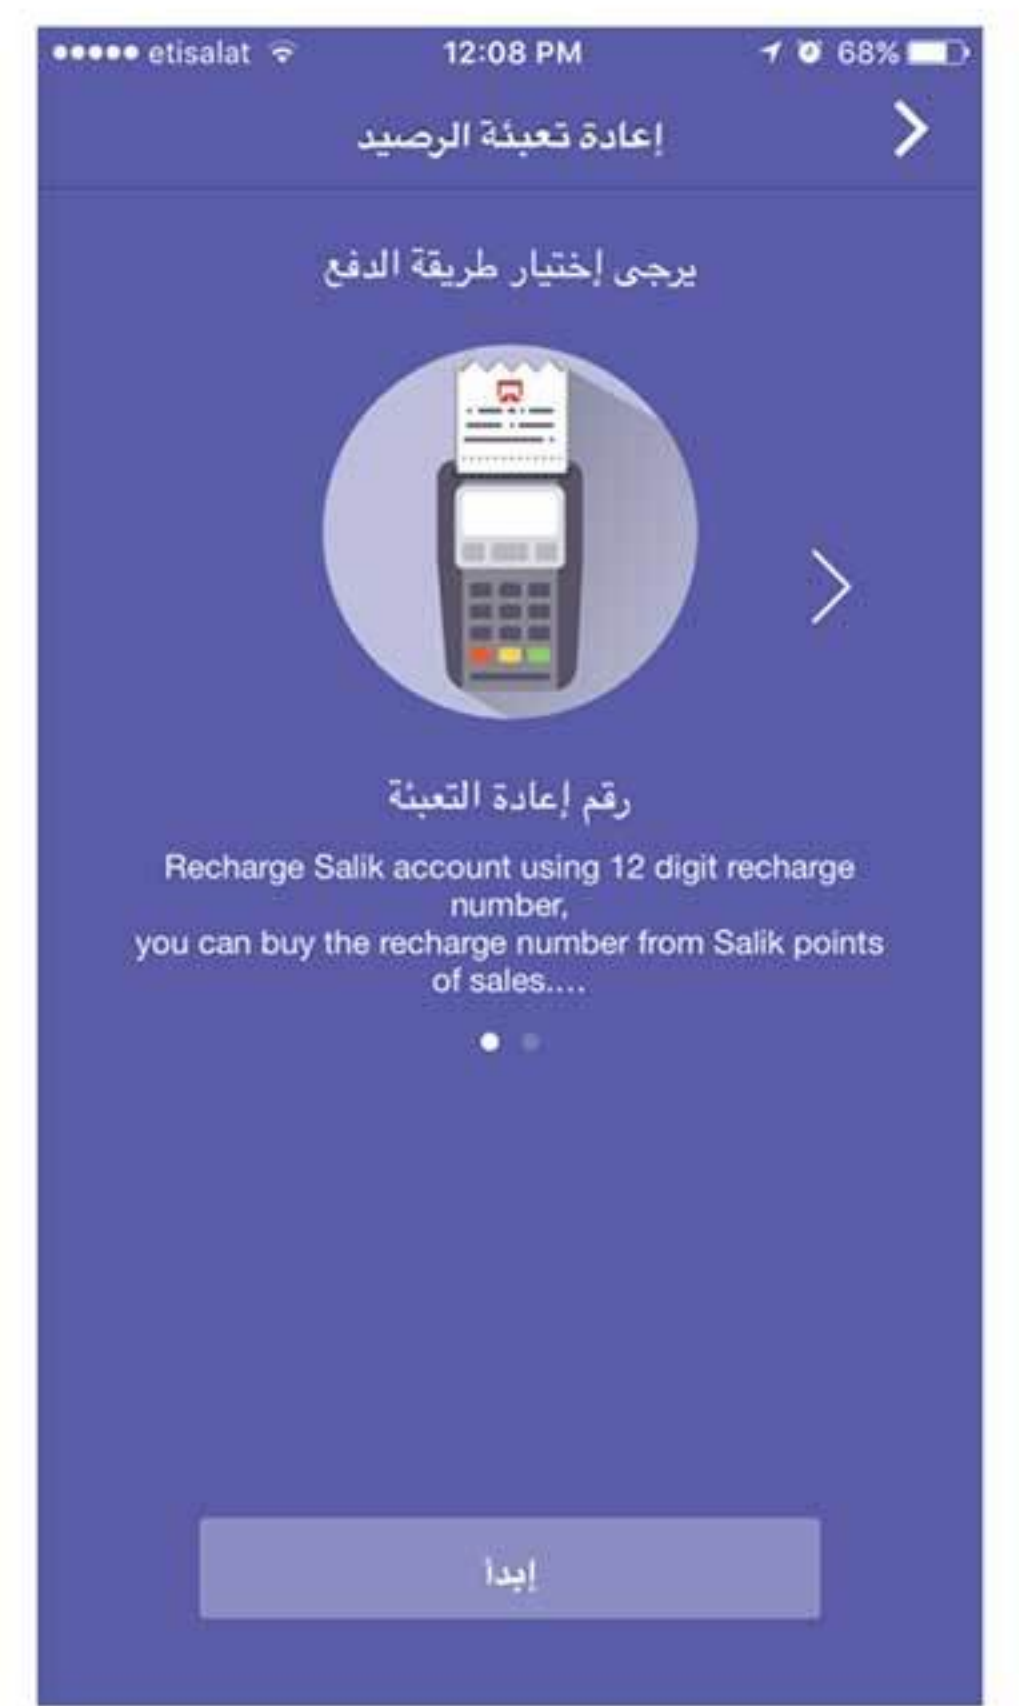 etisalat 12:08 PM 68%
إعادة تعبئة الرصيد
يرجى إختيار طريقة الدفع
رقم إعادة التعبئة
Recharge Salik account using 12 digit recharge
number,
you can buy the recharge number from Salik points
of sales....
إبدأ